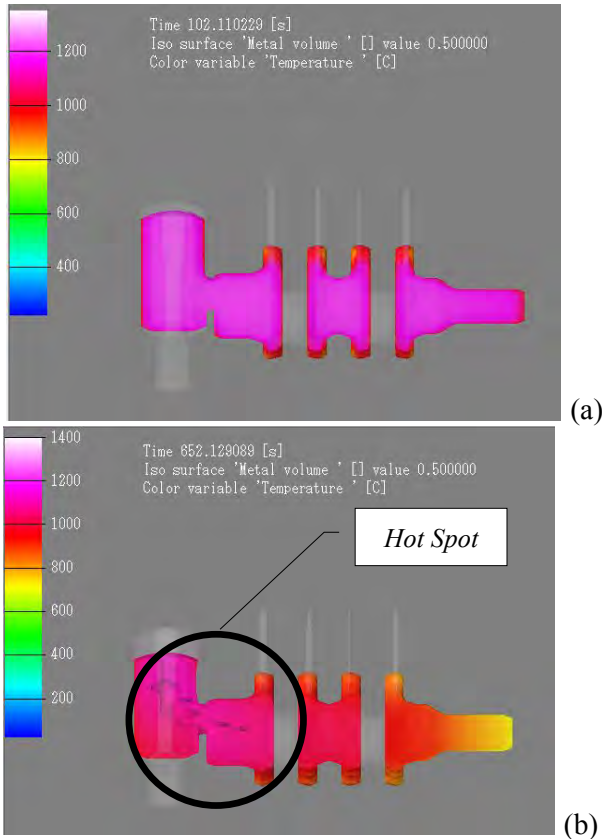 Time 102.110229 [s]
Iso surface 'Metal volume ' [] value 0.500000
Color variable 'Temperature ' [C]
1200
1000
800
600
400
(a)
1400
Time 652.129089 [s]
Iso surface 'Metal volume ' [] value 0.500000
1200
Color variable 'Temperature ' [C]
1000
Hot Spot
800
600
400
200
(b)